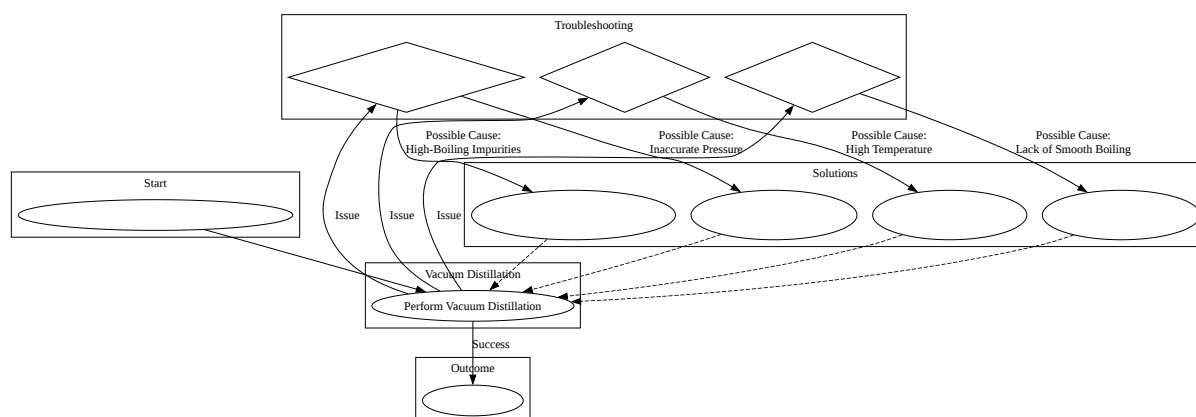 Troubleshooting
Possible Cause:
High-Boiling Impurities
Possible Cause:
Inaccurate Pressure
Possible Cause:
High Temperature
Possible Cause:
Lack of Smooth Boiling
Start
Solutions
Issue
Issue
Issue
Vacuum Distillation
Perform Vacuum Distillation
Success
Outcome